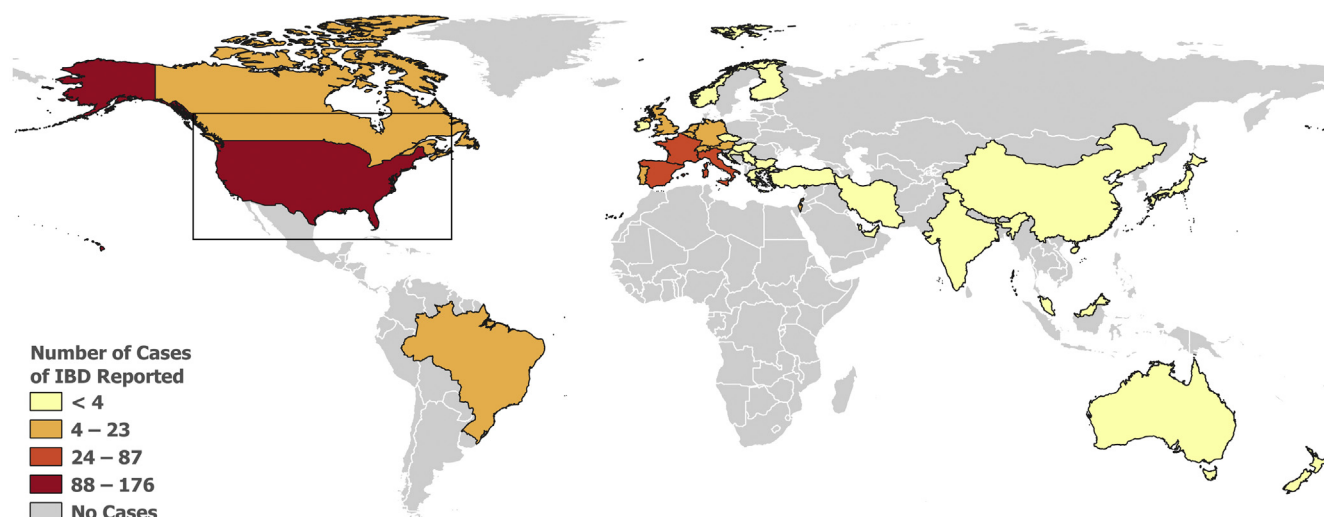 Number of Cases
of IBD Reported
< 4
4 – 23
24 – 87
88 – 176
No Cases